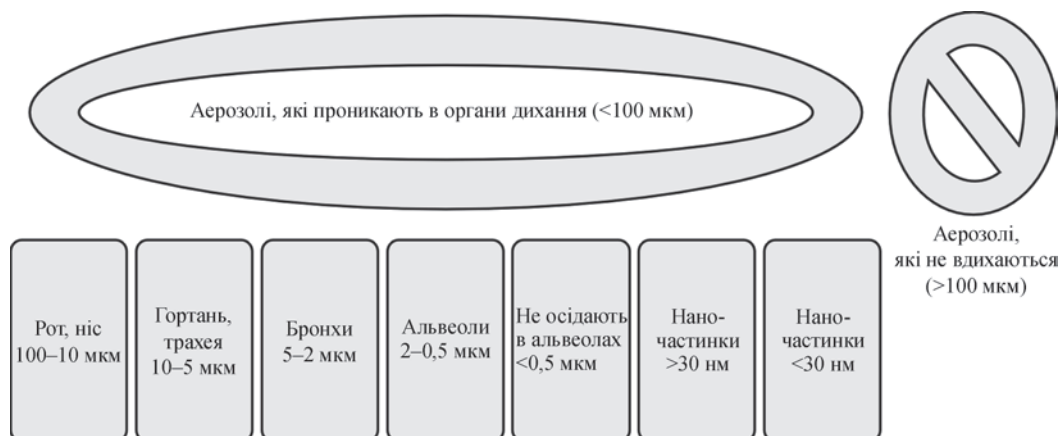 Аерозолі, які проникають в органи дихання (<100 мкм)
Аерозолі,
які не вдихаються
(>100 мкм)
Рот, ніс
100–10 мкм
Гортань,
трахея
10–5 мкм
Бронхи
5–2 мкм
Альвеоли
2–0,5 мкм
Не осідають
в альвеолах
<0,5 мкм
Нано-
частинки
>30 нм
Нано-
частинки
<30 нм